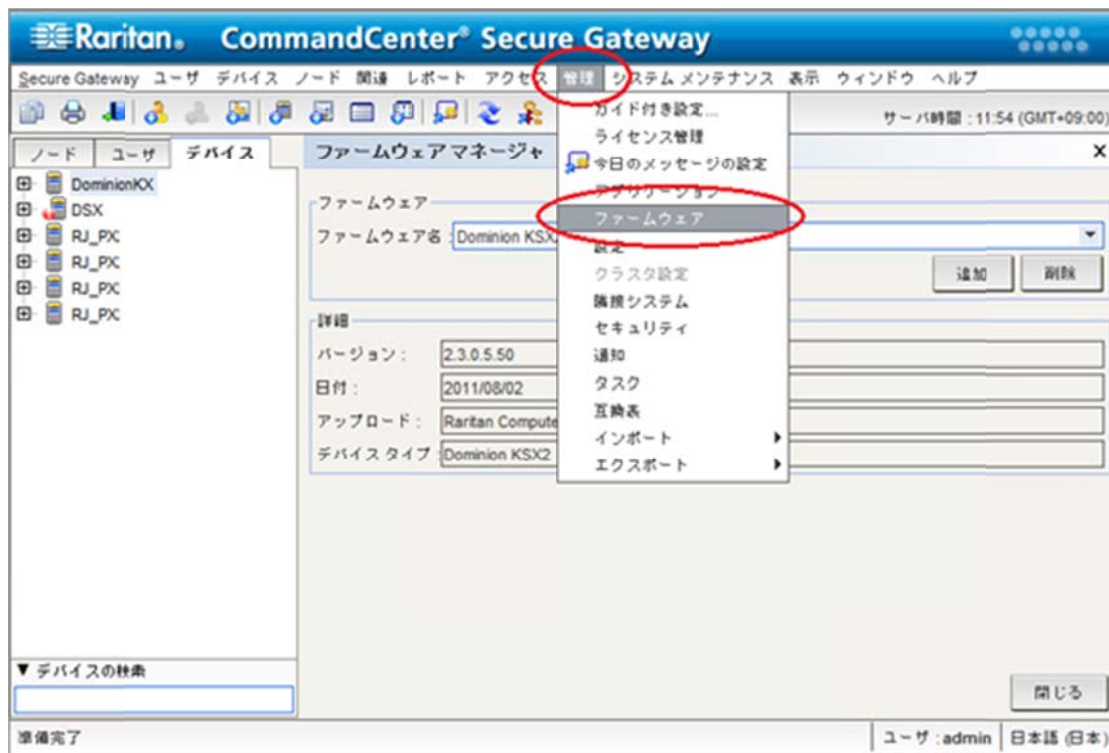 Raritan. CommandCenter® Secure Gateway
Secure Gateway ユーザ デバイス ノード 関連 レポート アクセス 管理 システム メンテナンス 表示 ウィンドウ ヘルプ
サーバ時間 : 11:54 (GMT+09:00)
ノード ユーザ デバイス
ファームウェア マネージャ
X
DominionKX
DSX
RJ_PX
RJ_PX
RJ_PX
RJ_PX
ガイド付き設定...
ライセンス管理
今日のメッセージの設定
アプリケーション
ファームウェア
設定
クラスタ設定
隣接システム
セキュリティ
通知
タスク
互換表
インポート
エクスポート
ファームウェア
ファームウェア名 : Dominion KSX
追加 削除
詳細
バージョン : 2.3.0.5.50
日付 : 2011/08/02
アップロード : Raritan Compute
デバイス タイプ : Dominion KSX2
▼ デバイスの検索
閉じる
準備完了
ユーザ : admin
日本語 (日本)